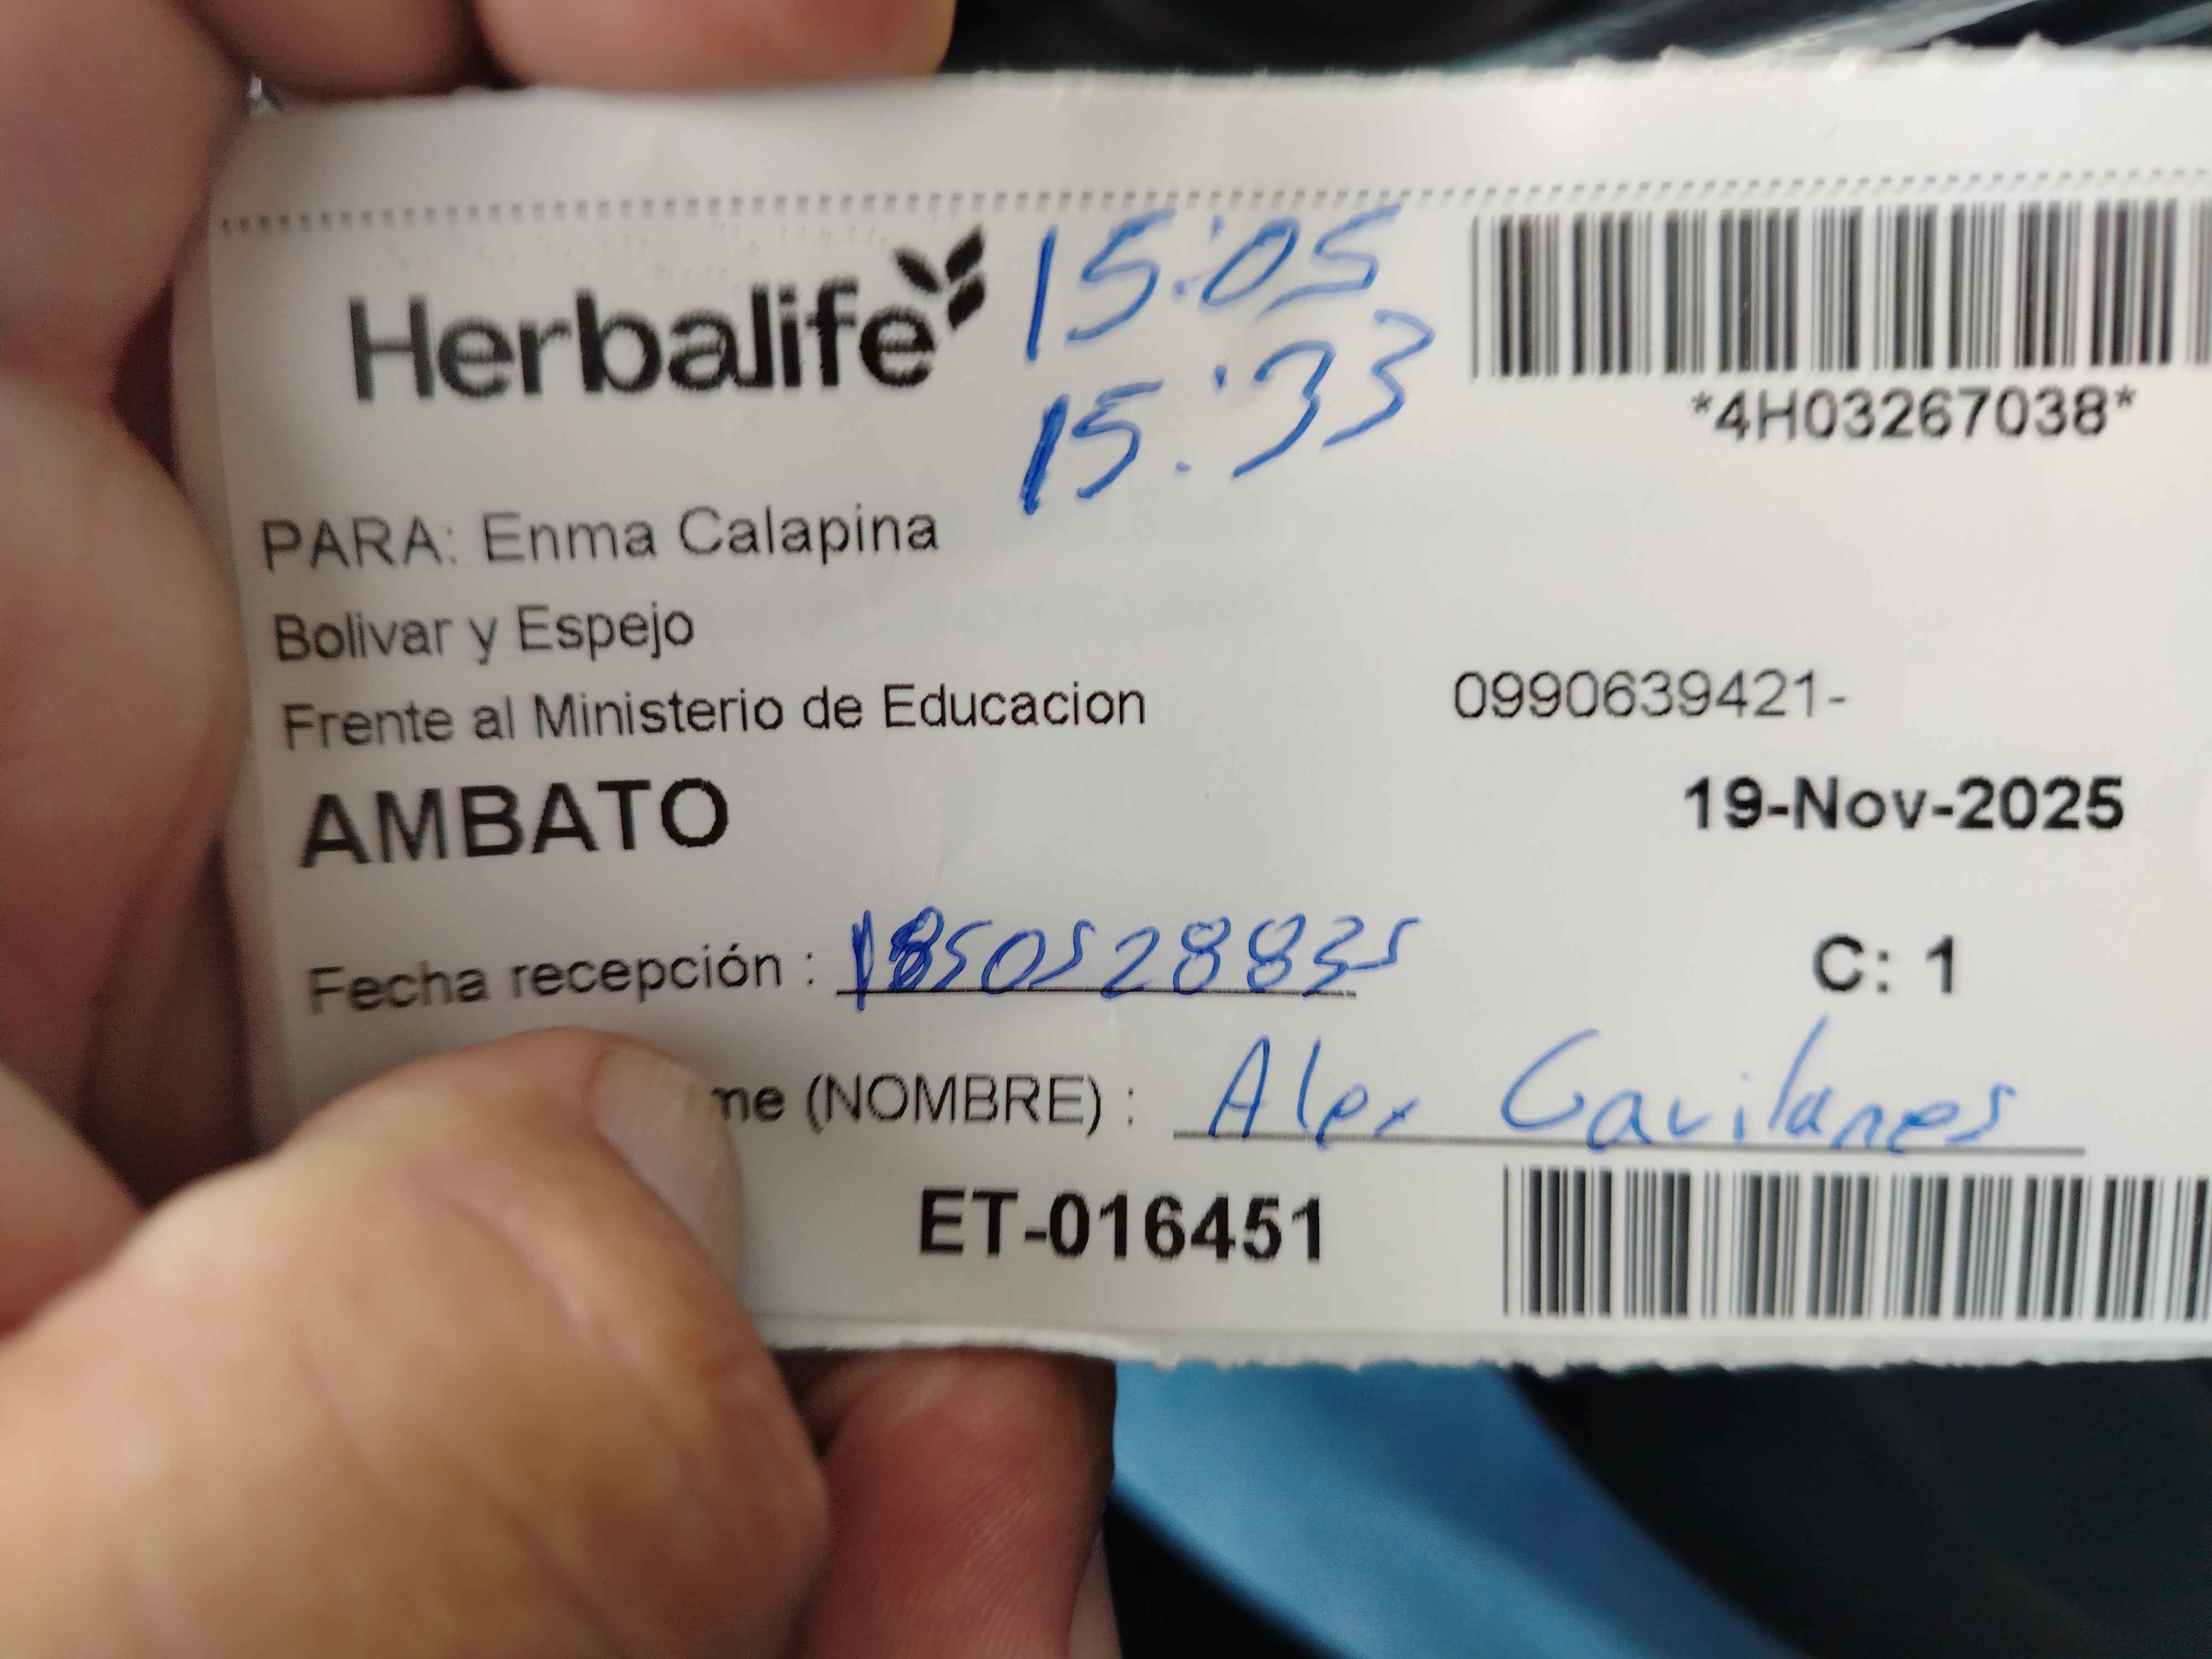 Herbalife
15:05
15:33
*4H03267038*
PARA: Enma Calapina
Bolivar y Espejo
Frente al Ministerio de Educacion
0990639421-
AMBATO
19-Nov-2025
Fecha recepción : 1850528835
C: 1
me (NOMBRE) : Alex Gavilanes
ET-016451